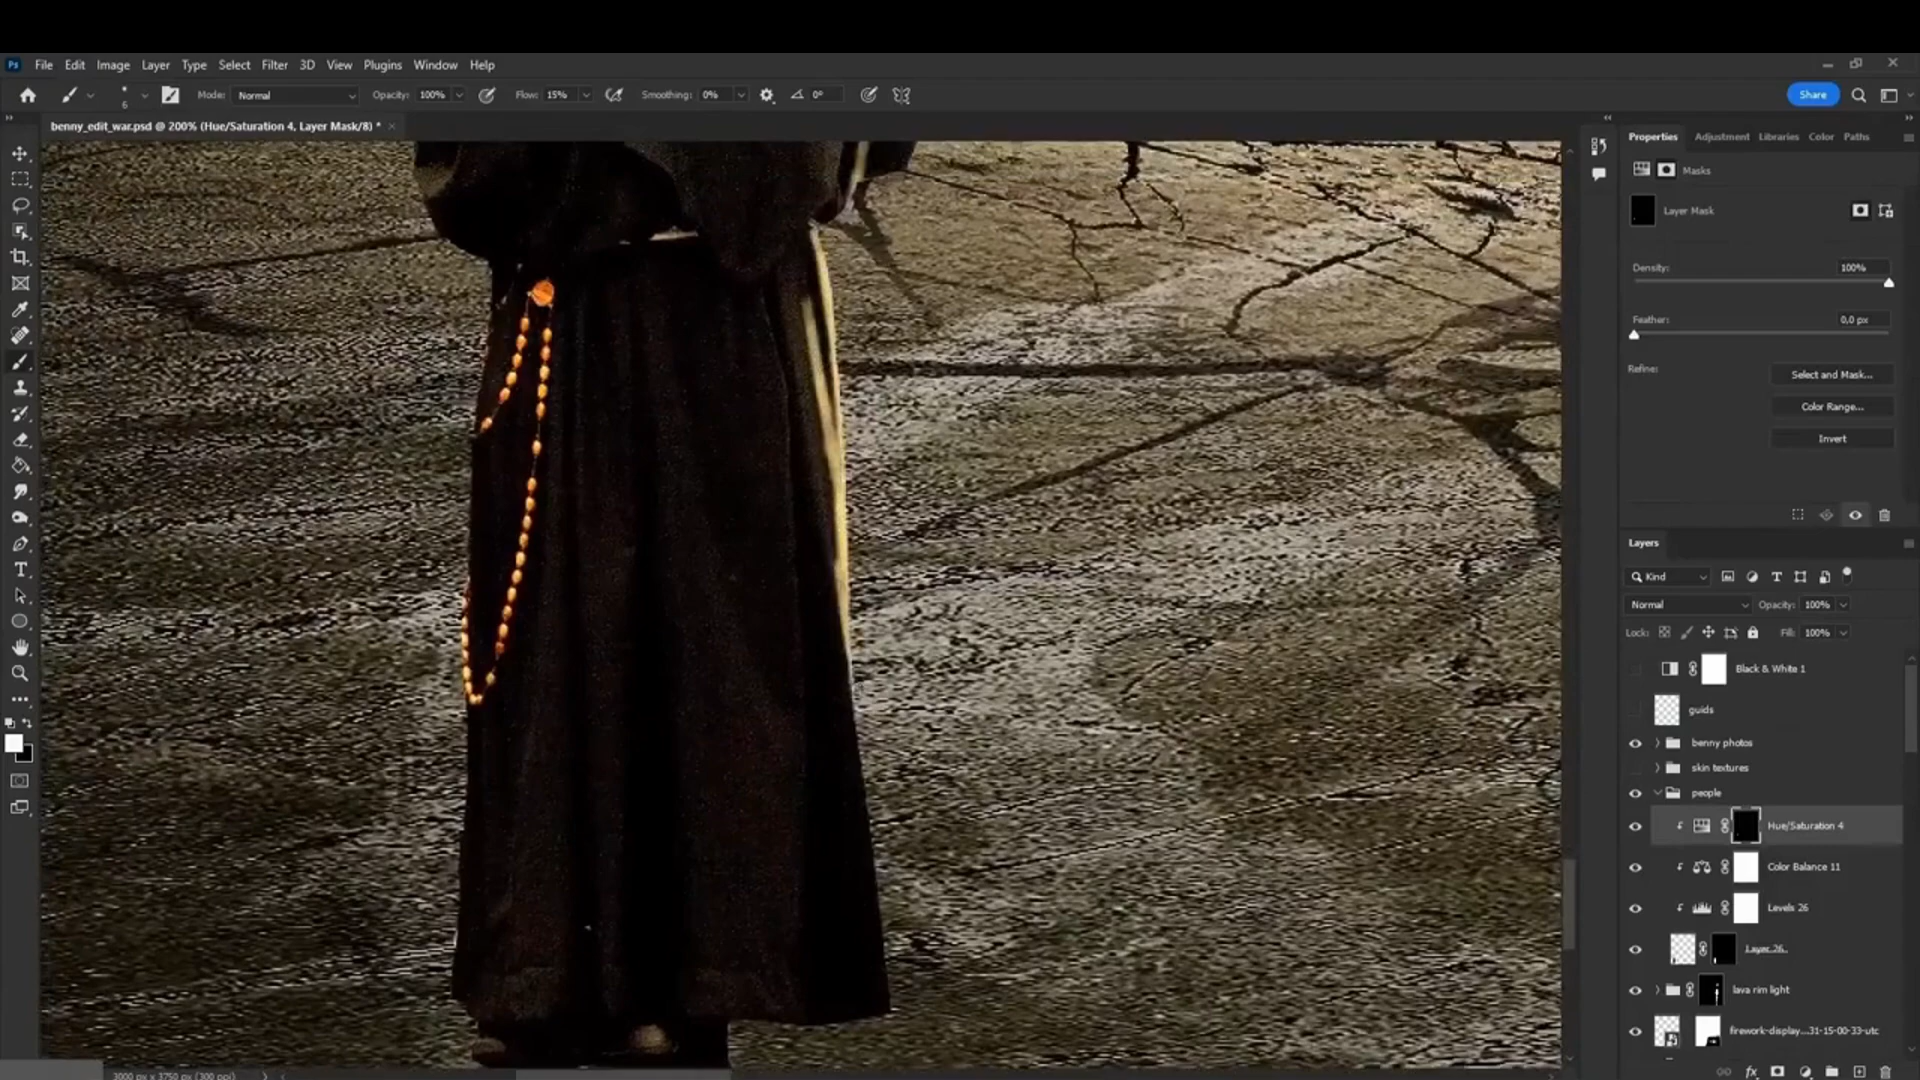 Ps File Edit Image Layer Type Select Filter 3D View Plugins Window Help
6 Mode: Normal Opacity: 100% Flow: 15% Smoothing: 0% 0° Share
benny_edit_war.psd @ 200% (Hue/Saturation 4, Layer Mask/8) *
Properties Adjustment Libraries Color Paths
Masks
Layer Mask
Density: 100%
Feather: 0,0 px
Refine: Select and Mask...
Color Range...
Invert
Layers
Kind
Normal Opacity: 100%
Lock: Fill: 100%
Black & White 1
guids
benny photos
skin textures
people
Hue/Saturation 4
Color Balance 11
Levels 26
Layer 26
lava rim light
firework-display...31-15-00-33-utc
fx
3000 px x 3750 px (300 ppi)